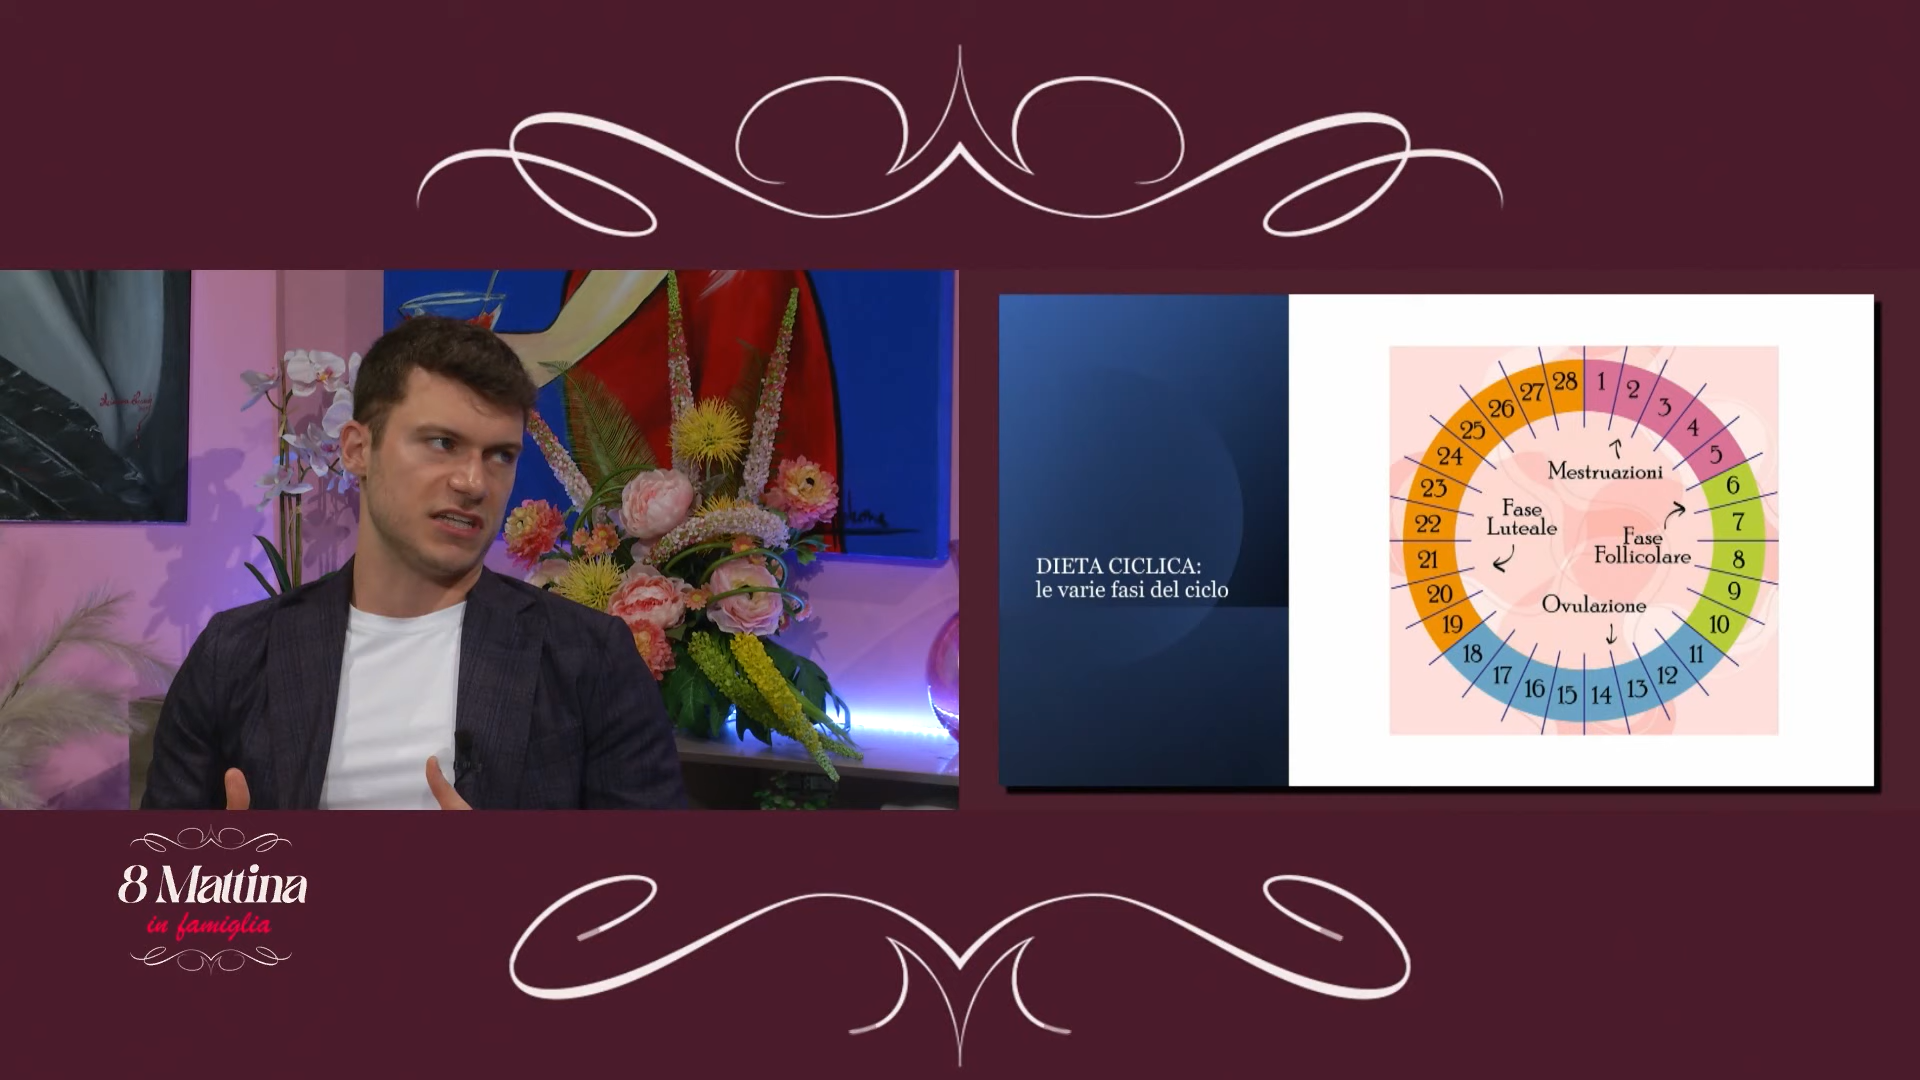 DIETA CICLICA:
le varie fasi del ciclo
1
2
3
4
5
6
7
8
9
10
11
12
13
14
15
16
17
18
19
20
21
22
23
24
25
26
27
28
Mestruazioni
Fase
Luteale
Fase
Follicolare
Ovulazione
8 Mattina
in famiglia